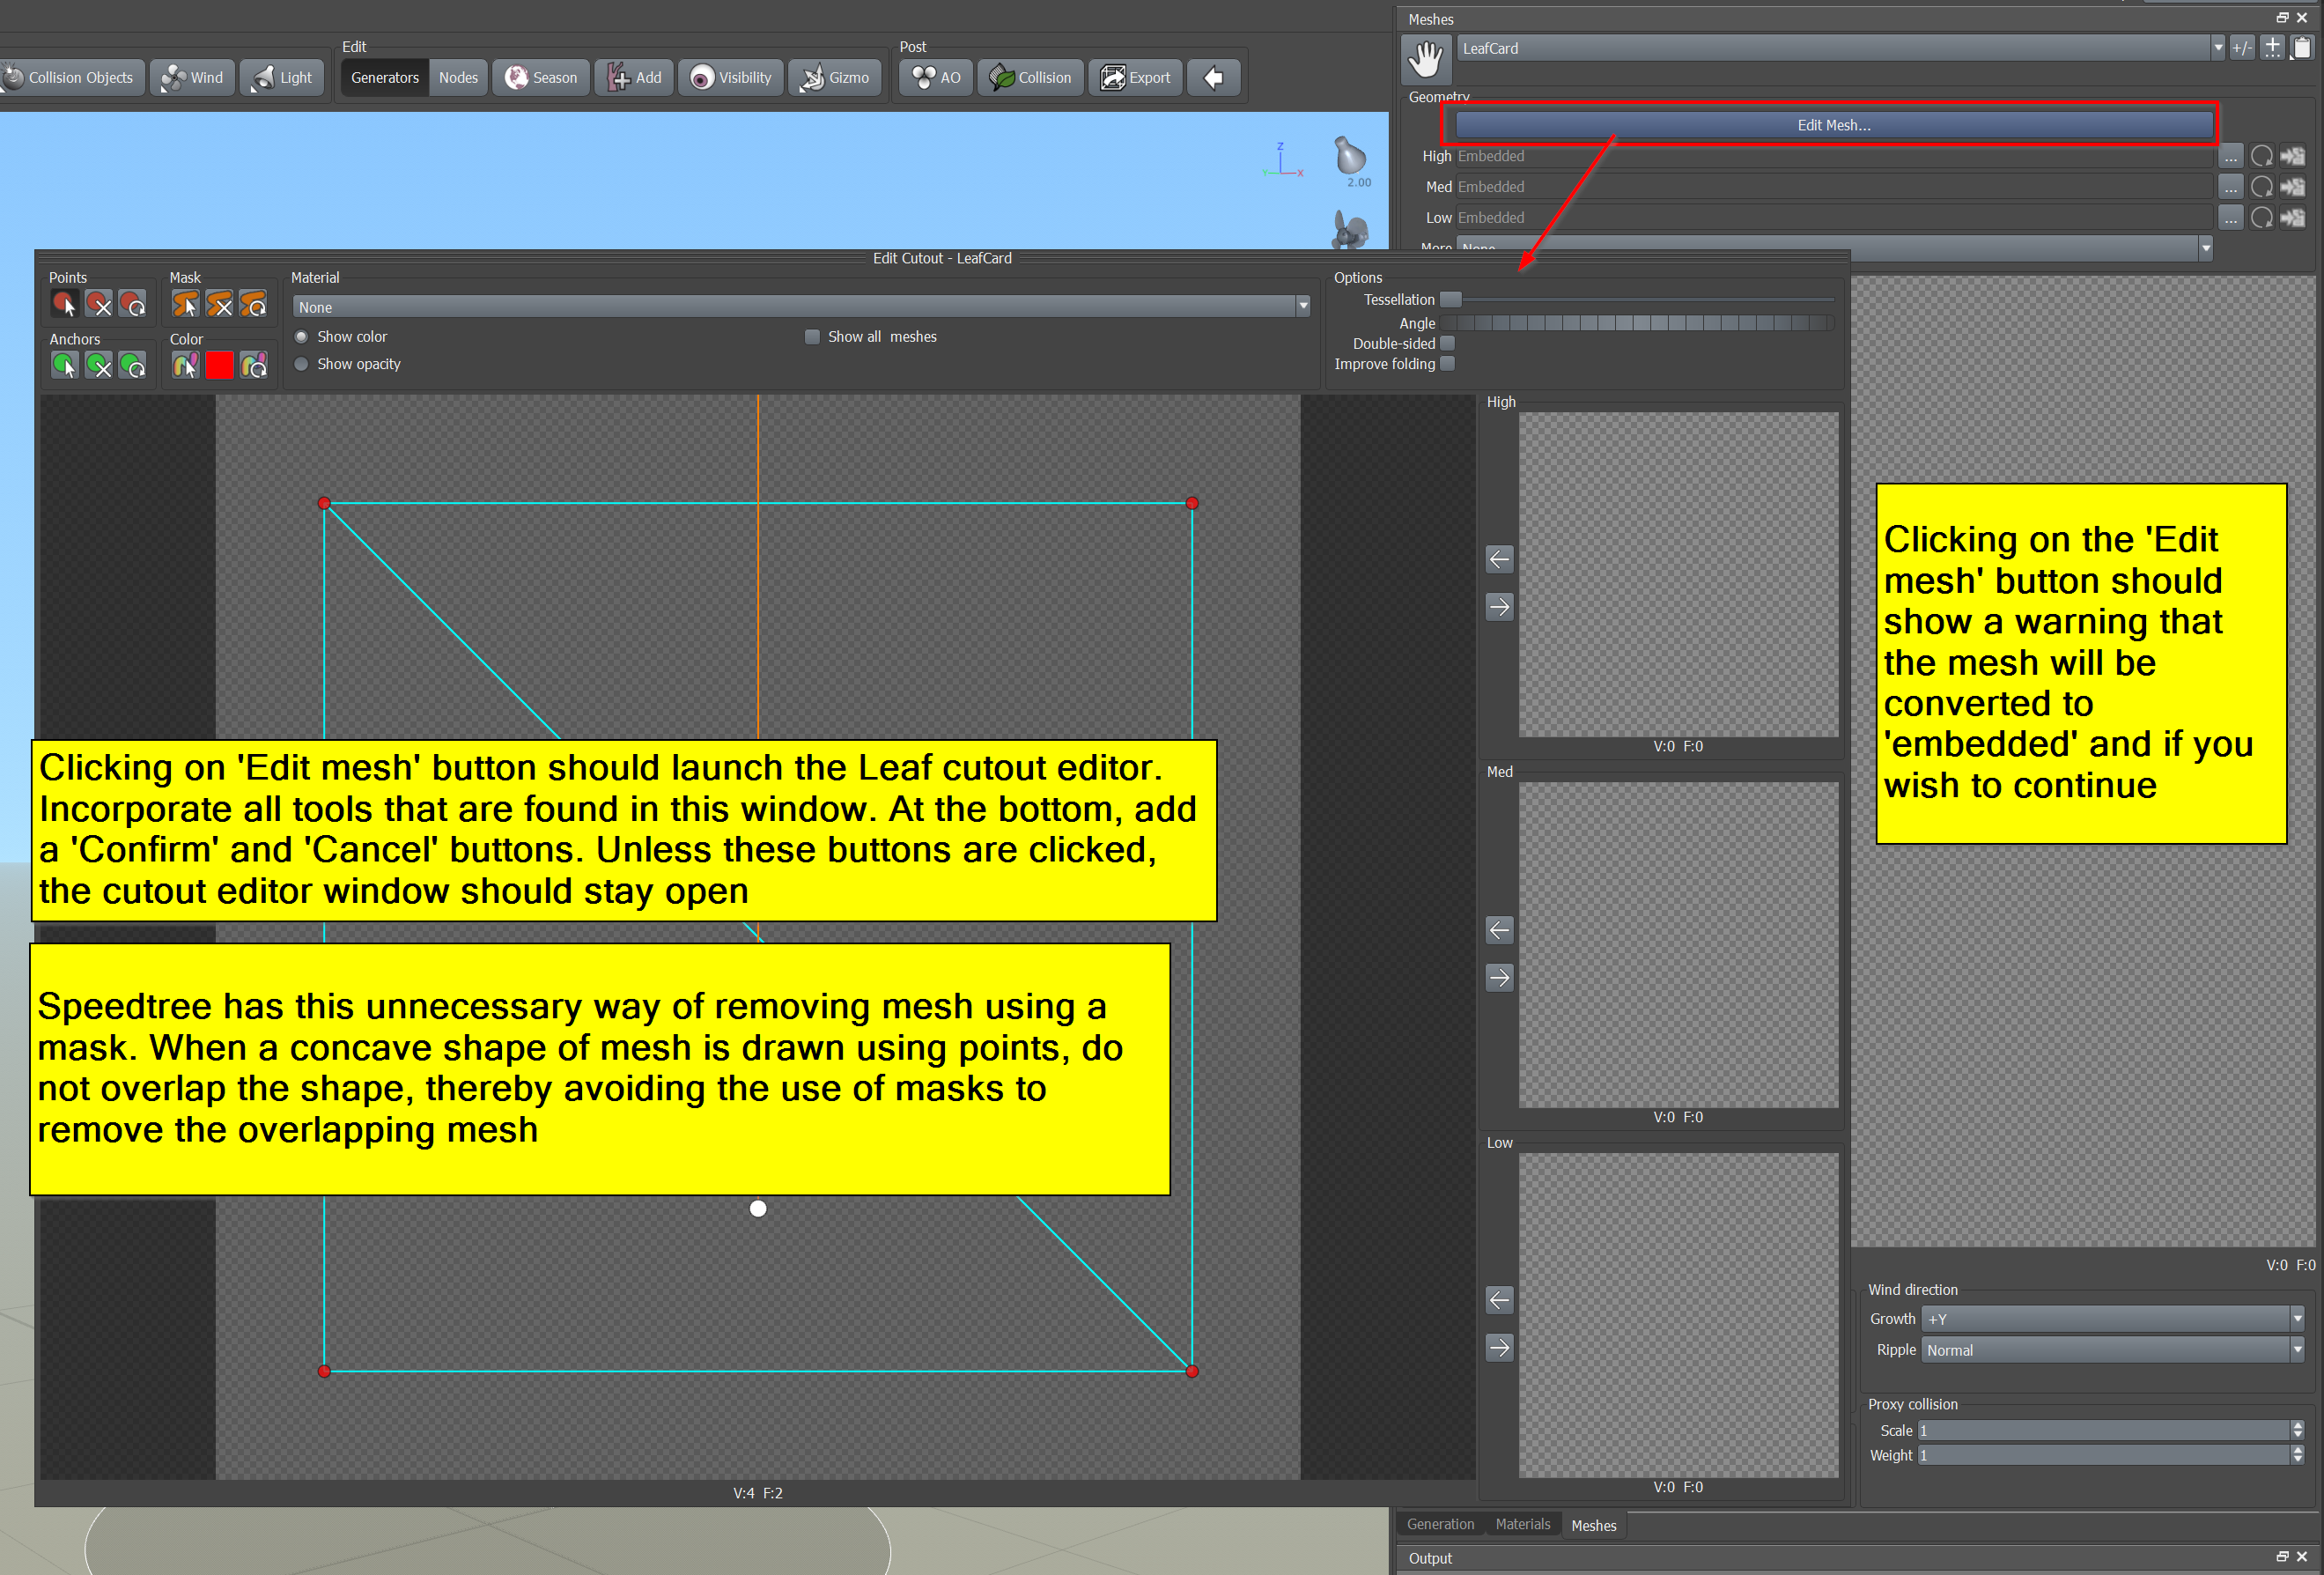 Edit
Post
Collision Objects
Wind
Light
Generators
Nodes
Season
Add
Visibility
Gizmo
AO
Collision
Export
Z
Y
X
2.00
Meshes
LeafCard
+/-
Geometry
Edit Mesh...
High Embedded ...
Med Embedded ...
Low Embedded ...
More None
Edit Cutout - LeafCard
Points
Mask
Material
None
Anchors
Color
Show color
Show opacity
Show all meshes
Options
Tessellation
Angle
Double-sided
Improve folding
High
V:0 F:0
Med
V:0 F:0
Low
V:0 F:0
V:4 F:2
Clicking on 'Edit mesh' button should launch the Leaf cutout editor.
Incorporate all tools that are found in this window. At the bottom, add
a 'Confirm' and 'Cancel' buttons. Unless these buttons are clicked,
the cutout editor window should stay open
Speedtree has this unnecessary way of removing mesh using a
mask. When a concave shape of mesh is drawn using points, do
not overlap the shape, thereby avoiding the use of masks to
remove the overlapping mesh
Clicking on the 'Edit
mesh' button should
show a warning that
the mesh will be
converted to
'embedded' and if you
wish to continue
V:0 F:0
Wind direction
Growth +Y
Ripple Normal
Proxy collision
Scale 1
Weight 1
Generation
Materials
Meshes
Output